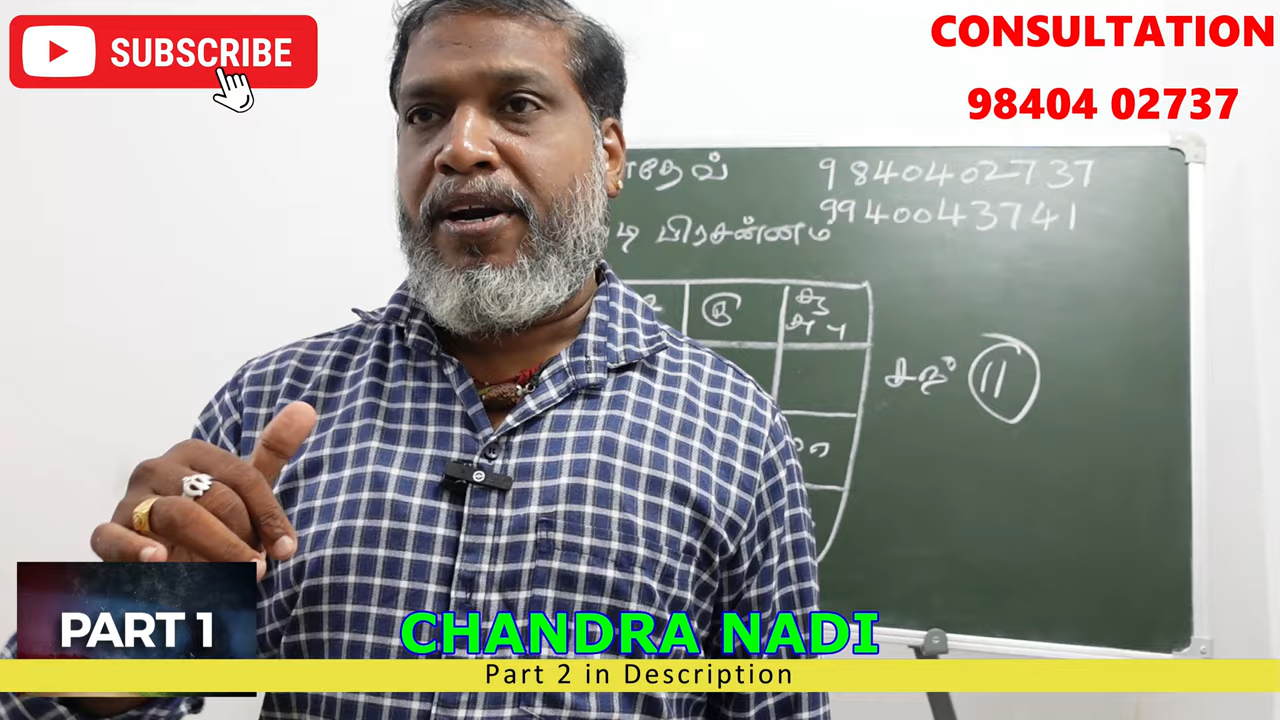 SUBSCRIBE
CONSULTATION
98404 02737
தேவ் 9840402737
டி பிரசன்னம் 9940043741
11
PART 1
CHANDRA NADI
Part 2 in Description